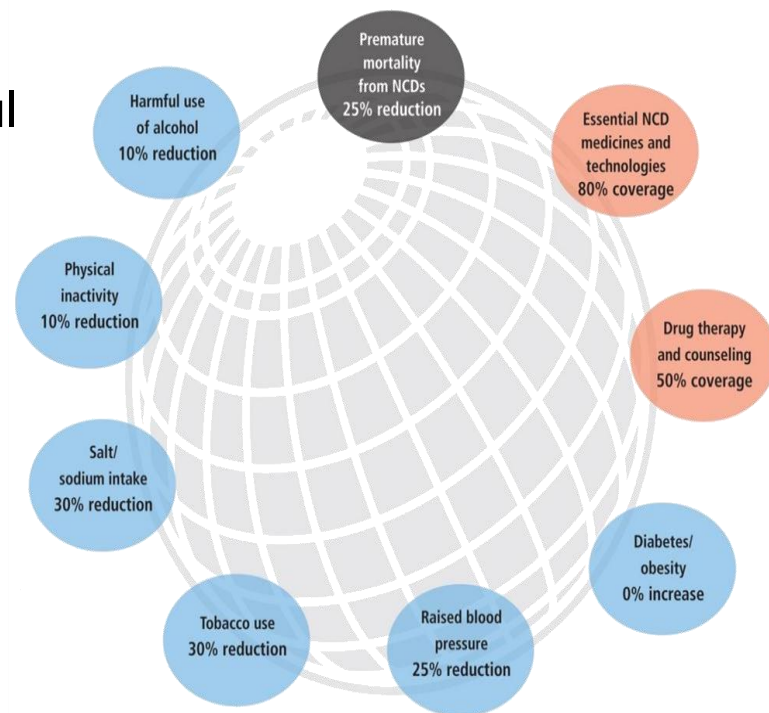 Premature
mortality
from NCDs
25% reduction
Essential NCD
medicines and
technologies
80% coverage
Drug therapy
and counseling
50% coverage
Diabetes/
obesity
0% increase
Raised blood
pressure
25% reduction
Tobacco use
30% reduction
Salt/
sodium intake
30% reduction
Physical
inactivity
10% reduction
Harmful use
of alcohol
10% reduction